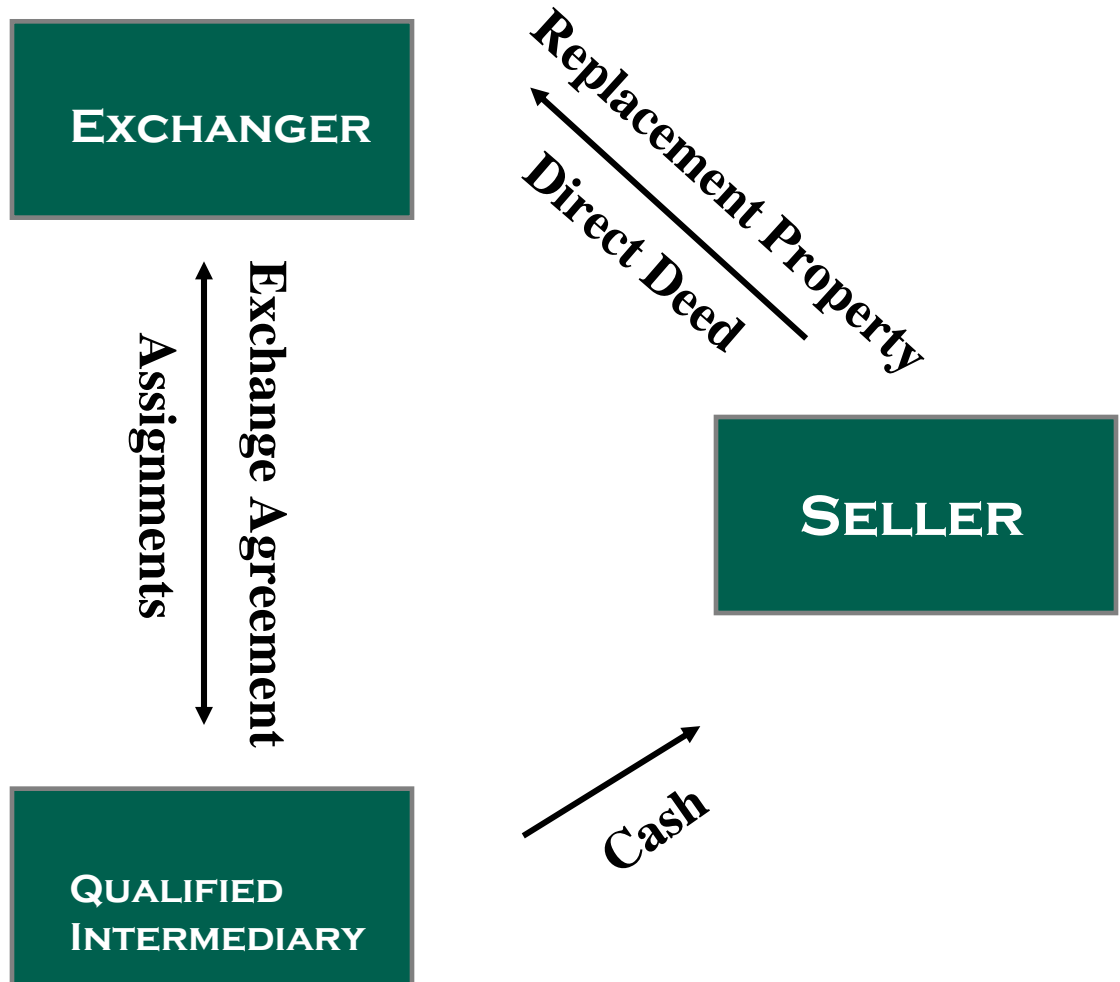 EXCHANGER
Replacement Property
Direct Deed
Exchange Agreement
Assignments
SELLER
Cash
QUALIFIED
INTERMEDIARY